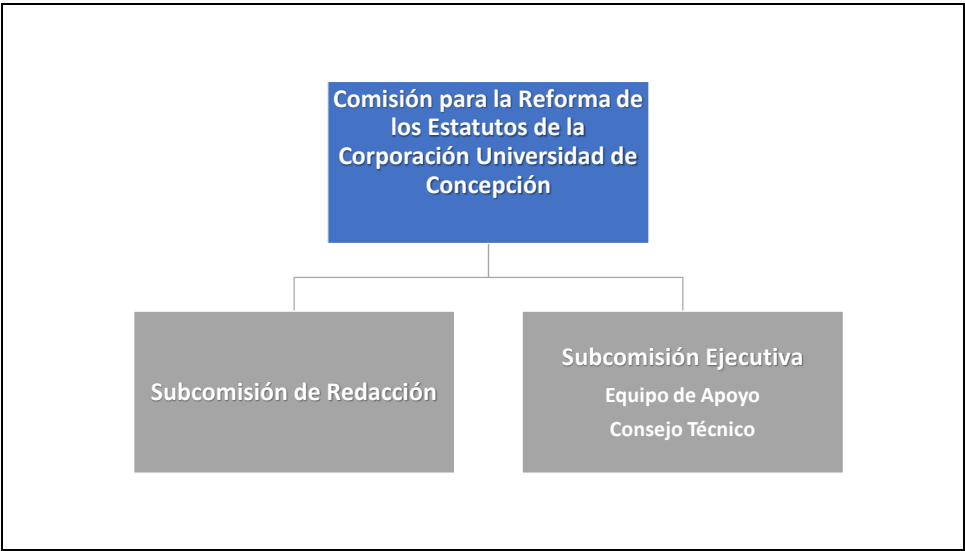 Comisión para la Reforma de
los Estatutos de la
Corporación Universidad de
Concepción
Subcomisión de Redacción
Subcomisión Ejecutiva
Equipo de Apoyo
Consejo Técnico